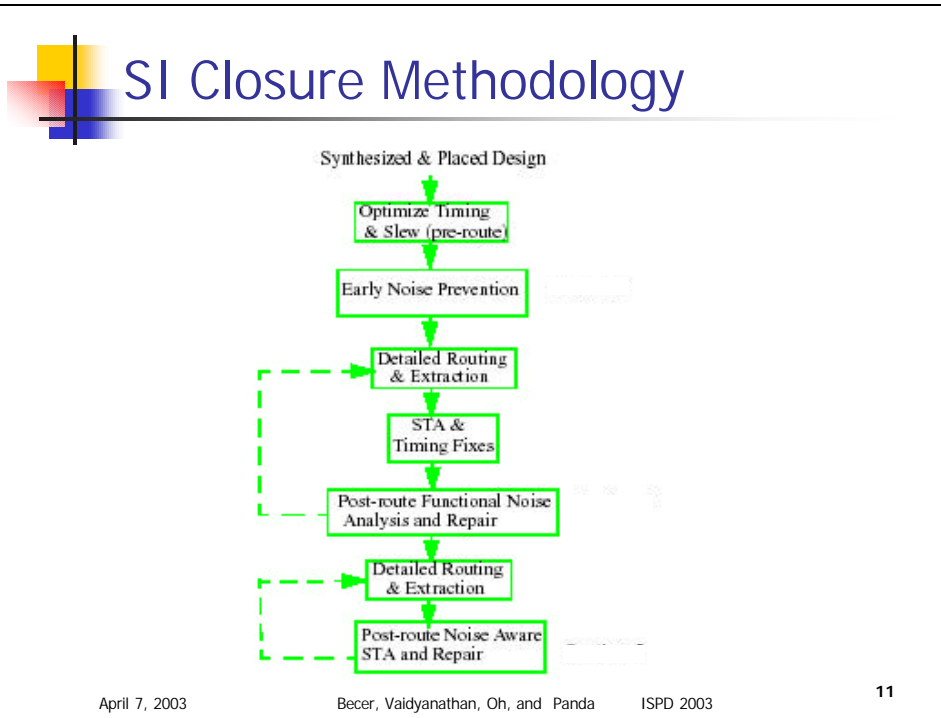 SI Closure Methodology
Synthesized & Placed Design
Optimize Timing
& Slew (pre-route)
Early Noise Prevention
Detailed Routing
& Extraction
STA &
Timing Fixes
Post-route Functional Noise
Analysis and Repair
Detailed Routing
& Extraction
Post-route Noise Aware
STA and Repair
April 7, 2003
Becer, Vaidyanathan, Oh, and Panda
ISPD 2003
11